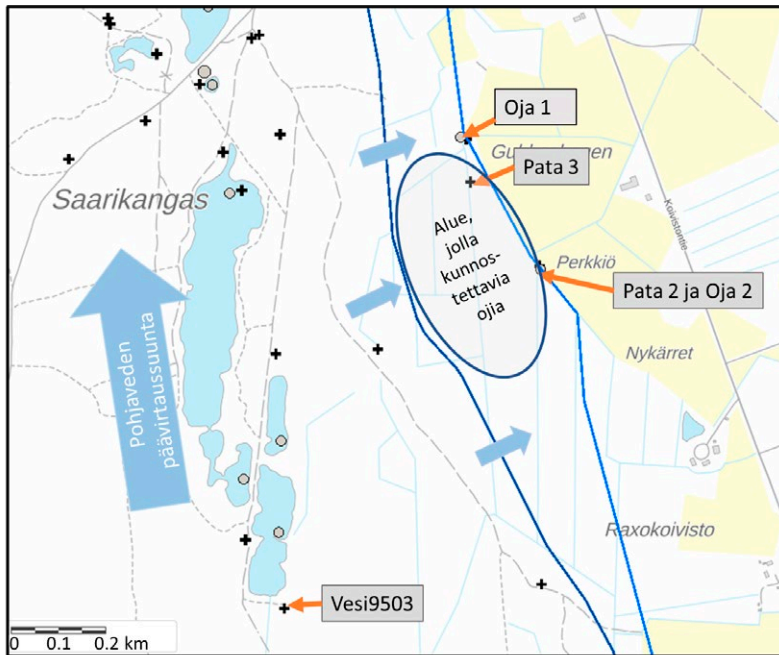 Oja 1
Pata 3
Saarikangas
Alue,
jolla
kunnos-
tettavia
ojia
Koivistontie
Perkkiö
Pata 2 ja Oja 2
Pohjaveden
päävirtaussuunta
Nykärret
Raxokoivisto
Vesi9503
0 0.1 0.2 km